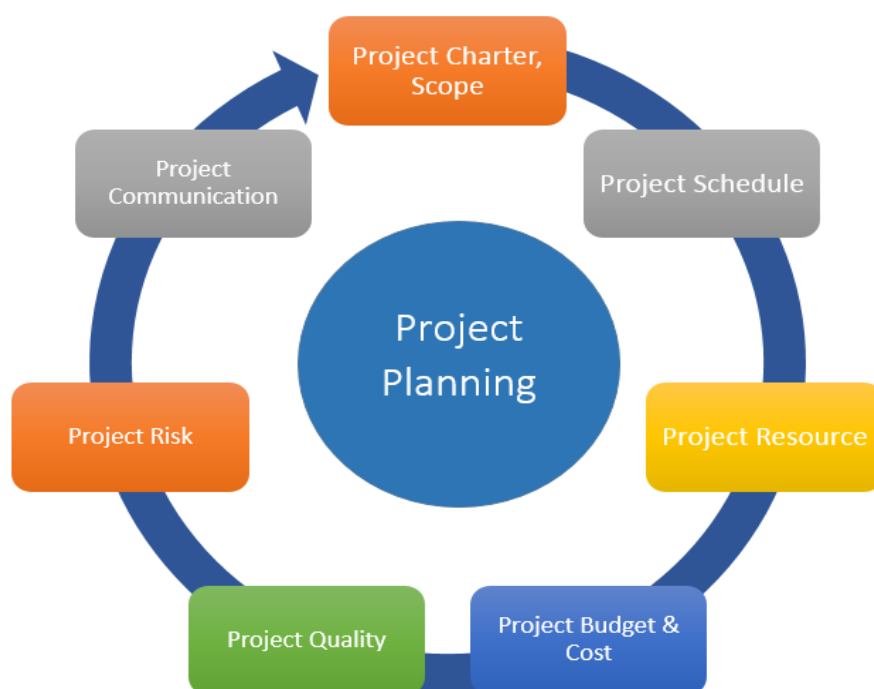 Project Charter,
Scope
Project Schedule
Project Resource
Project Budget &
Cost
Project Quality
Project Risk
Project
Communication
Project
Planning